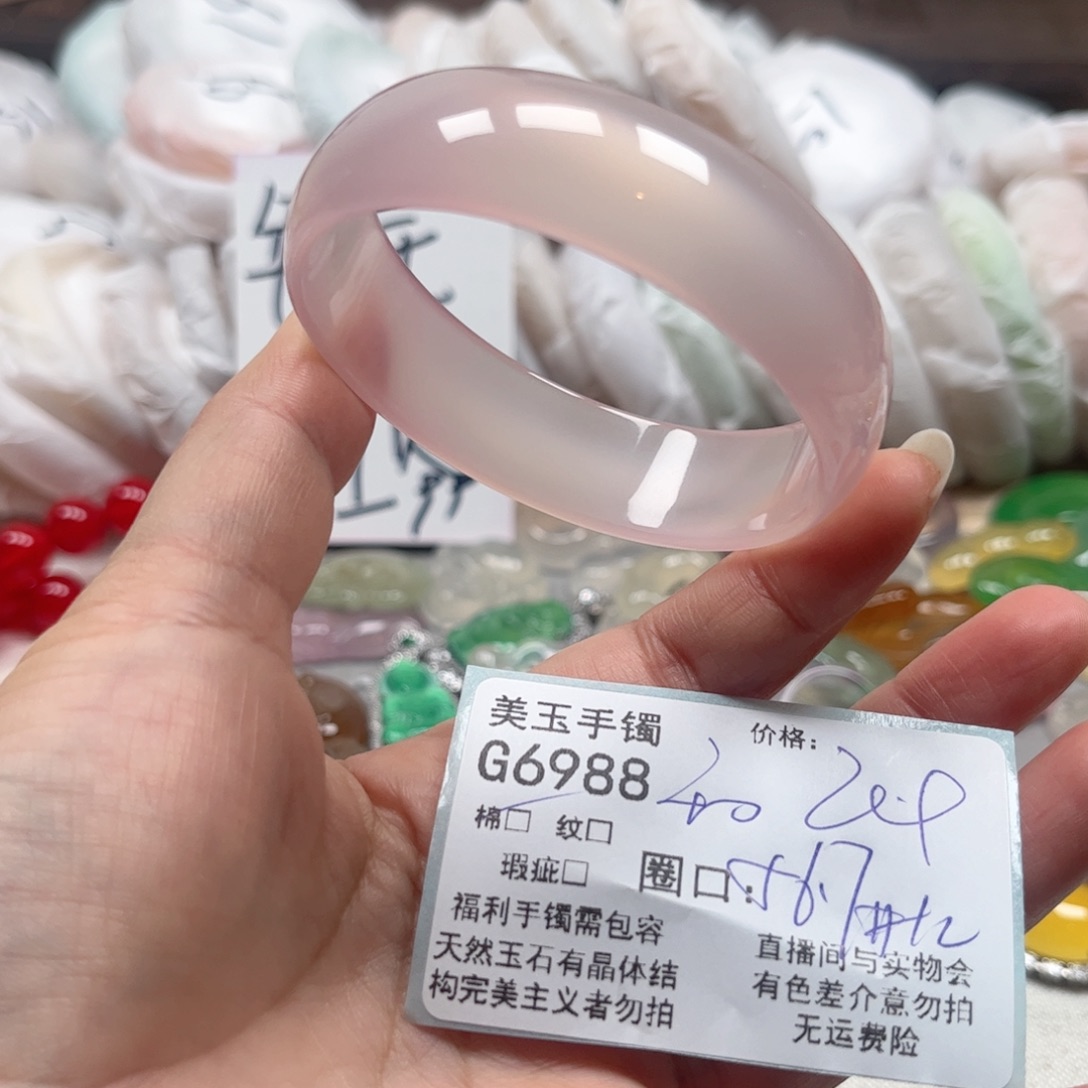 美玉手镯
价格:
G6988
棉□ 纹□
瑕疵□
圈口: 56.7
福利手镯需包容
天然玉石有晶体结
构完美主义者勿拍
直播间与实物会
有色差介意勿拍
无运费险